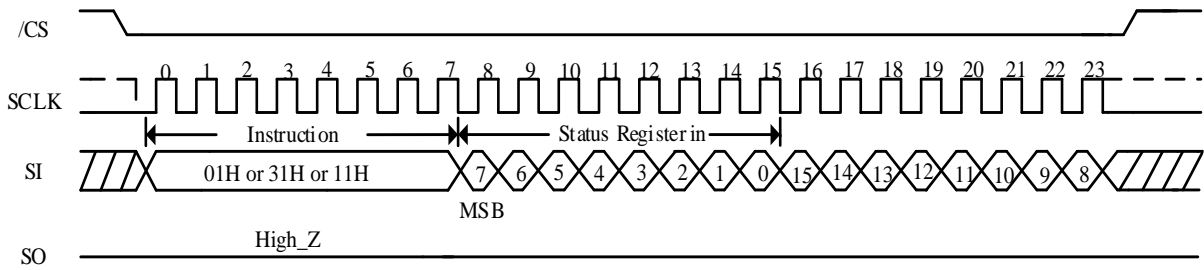 /CS
0 1 2 3 4 5 6 7 8 9 10 11 12 13 14 15 16 17 18 19 20 21 22 23
SCLK
Instruction Status Register in
SI 01H or 31H or 11H 7 6 5 4 3 2 1 0 15 14 13 12 11 10 9 8
MSB
High_Z
SO